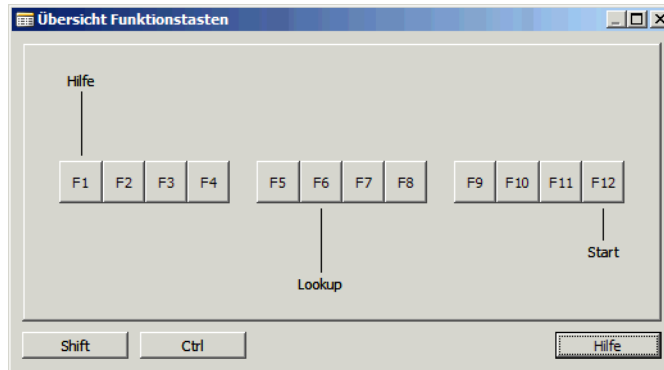 Übersicht Funktionstasten
Hilfe
F1 F2 F3 F4 F5 F6 F7 F8 F9 F10 F11 F12
Start
Lookup
Shift Ctrl Hilfe